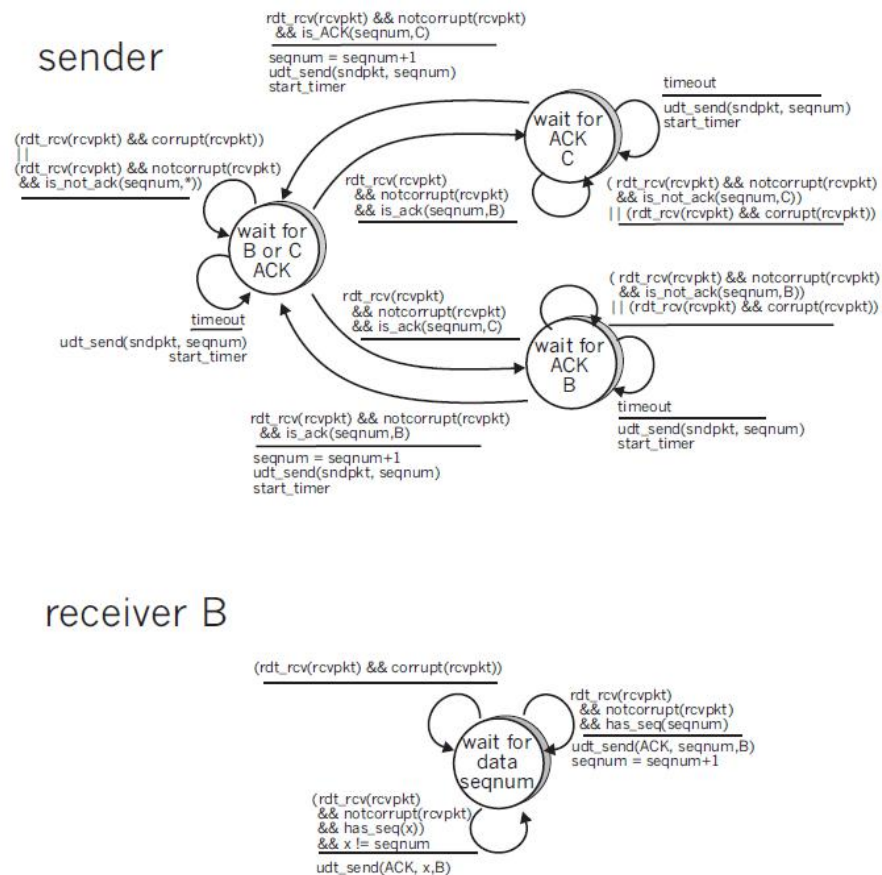 rdt_rcv(rcvpkt) && notcorrupt(rcvpkt)
&& is_ACK(seqnum,C)
seqnum = seqnum+1
udt_send(sndpkt, seqnum)
start_timer
sender
timeout
udt_send(sndpkt, seqnum)
start_timer
wait for
ACK
C
(rdt_rcv(rcvpkt) && corrupt(rcvpkt))
||
(rdt_rcv(rcvpkt) && notcorrupt(rcvpkt)
&& is_not_ack(seqnum,*))
rdt_rcv(rcvpkt)
&& notcorrupt(rcvpkt)
&& is_ack(seqnum,B)
( rdt_rcv(rcvpkt) && notcorrupt(rcvpkt)
&& is_not_ack(seqnum,C))
|| (rdt_rcv(rcvpkt) && corrupt(rcvpkt))
wait for
B or C
ACK
timeout
udt_send(sndpkt, seqnum)
start_timer
rdt_rcv(rcvpkt)
&& notcorrupt(rcvpkt)
&& is_ack(seqnum,C)
( rdt_rcv(rcvpkt) && notcorrupt(rcvpkt)
&& is_not_ack(seqnum,B))
|| (rdt_rcv(rcvpkt) && corrupt(rcvpkt))
wait for
ACK
B
timeout
udt_send(sndpkt, seqnum)
start_timer
rdt_rcv(rcvpkt) && notcorrupt(rcvpkt)
&& is_ack(seqnum,B)
seqnum = seqnum+1
udt_send(sndpkt, seqnum)
start_timer
receiver B
(rdt_rcv(rcvpkt) && corrupt(rcvpkt))
rdt_rcv(rcvpkt)
&& notcorrupt(rcvpkt)
&& has_seq(seqnum)
udt_send(ACK, seqnum,B)
seqnum = seqnum+1
wait for
data
seqnum
(rdt_rcv(rcvpkt)
&& notcorrupt(rcvpkt)
&& has_seq(x))
&& x != seqnum
udt_send(ACK, x,B)